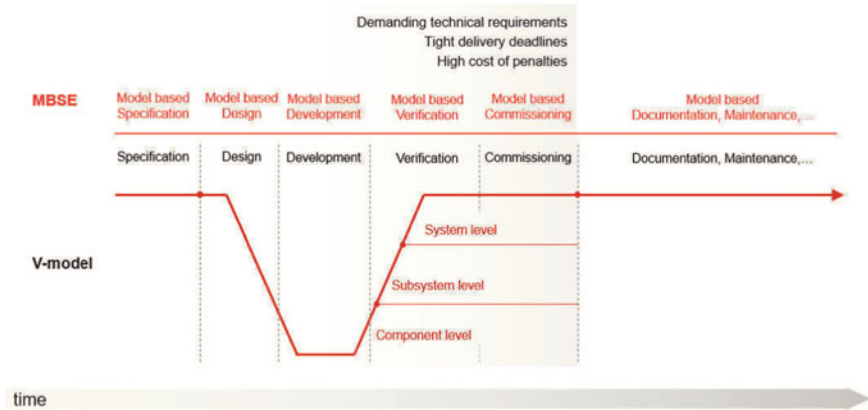 Demanding technical requirements
Tight delivery deadlines
High cost of penalties
MBSE
Model based Specification
Model based Design
Model based Development
Model based Verification
Model based Commissioning
Model based Documentation, Maintenance,...
Specification
Design
Development
Verification
Commissioning
Documentation, Maintenance,...
System level
V-model
Subsystem level
Component level
time